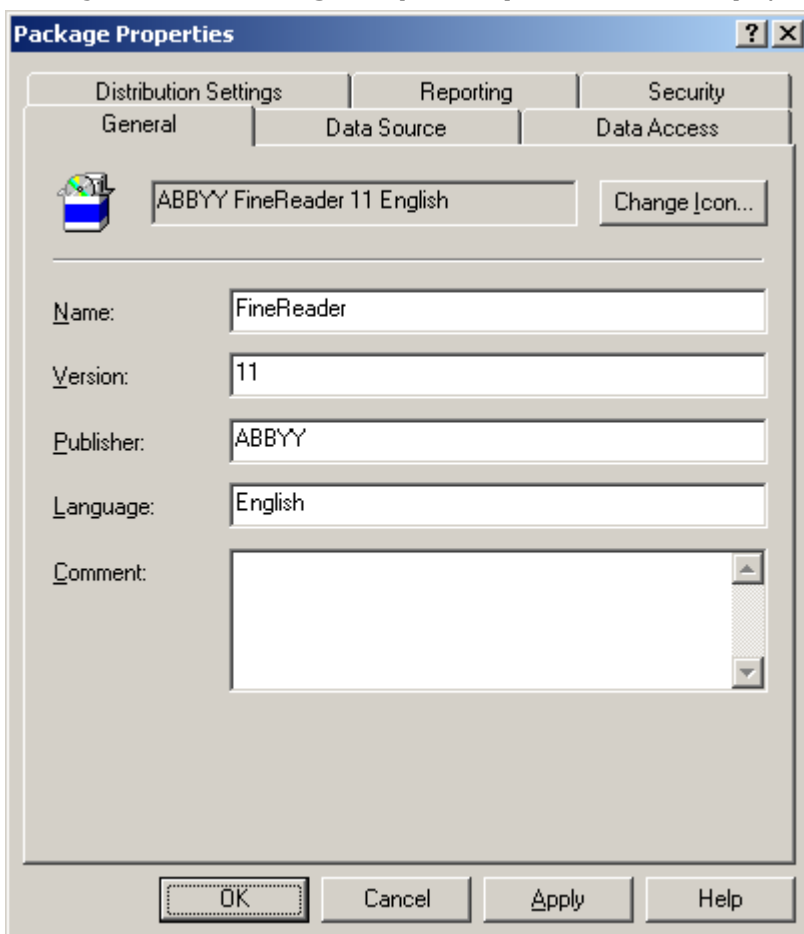 Package Properties
Distribution Settings Reporting Security
General Data Source Data Access
ABBYY FineReader 11 English Change Icon...
Name: FineReader
Version: 11
Publisher: ABBYY
Language: English
Comment:
OK Cancel Apply Help